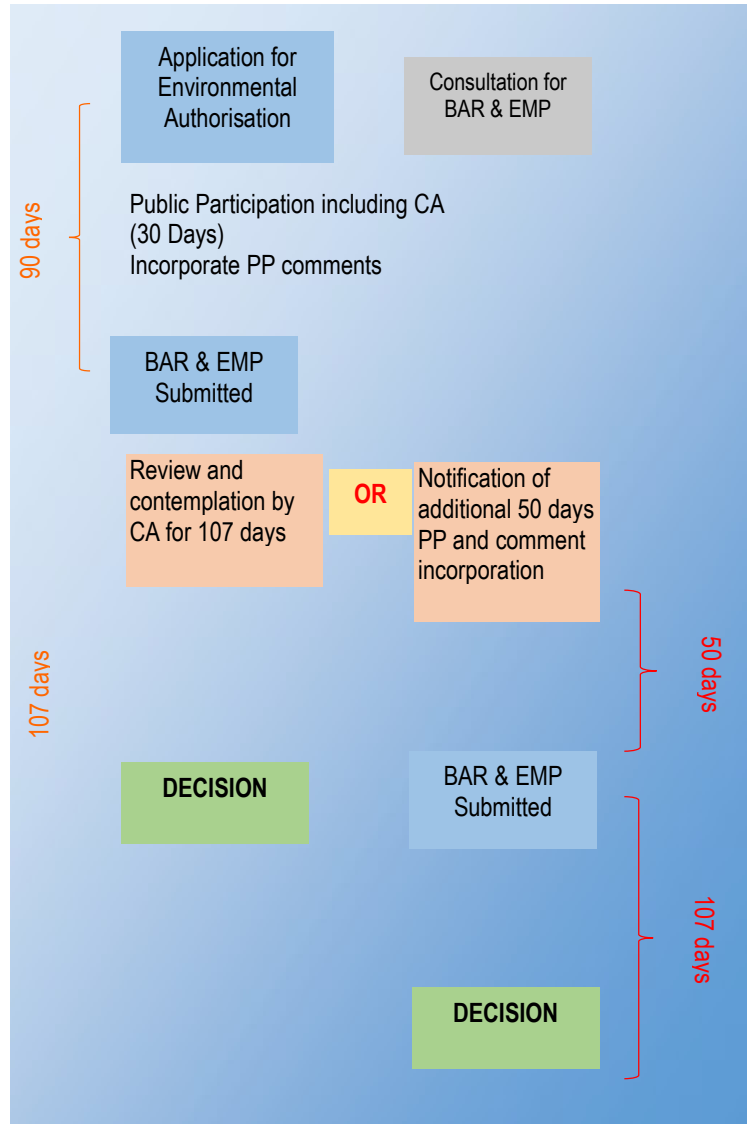 Application for
Environmental
Authorisation
Consultation for
BAR & EMP
90 days
Public Participation including CA
(30 Days)
Incorporate PP comments
BAR & EMP
Submitted
Review and
contemplation by
CA for 107 days
OR
Notification of
additional 50 days
PP and comment
incorporation
107 days
50 days
DECISION
BAR & EMP
Submitted
107 days
DECISION